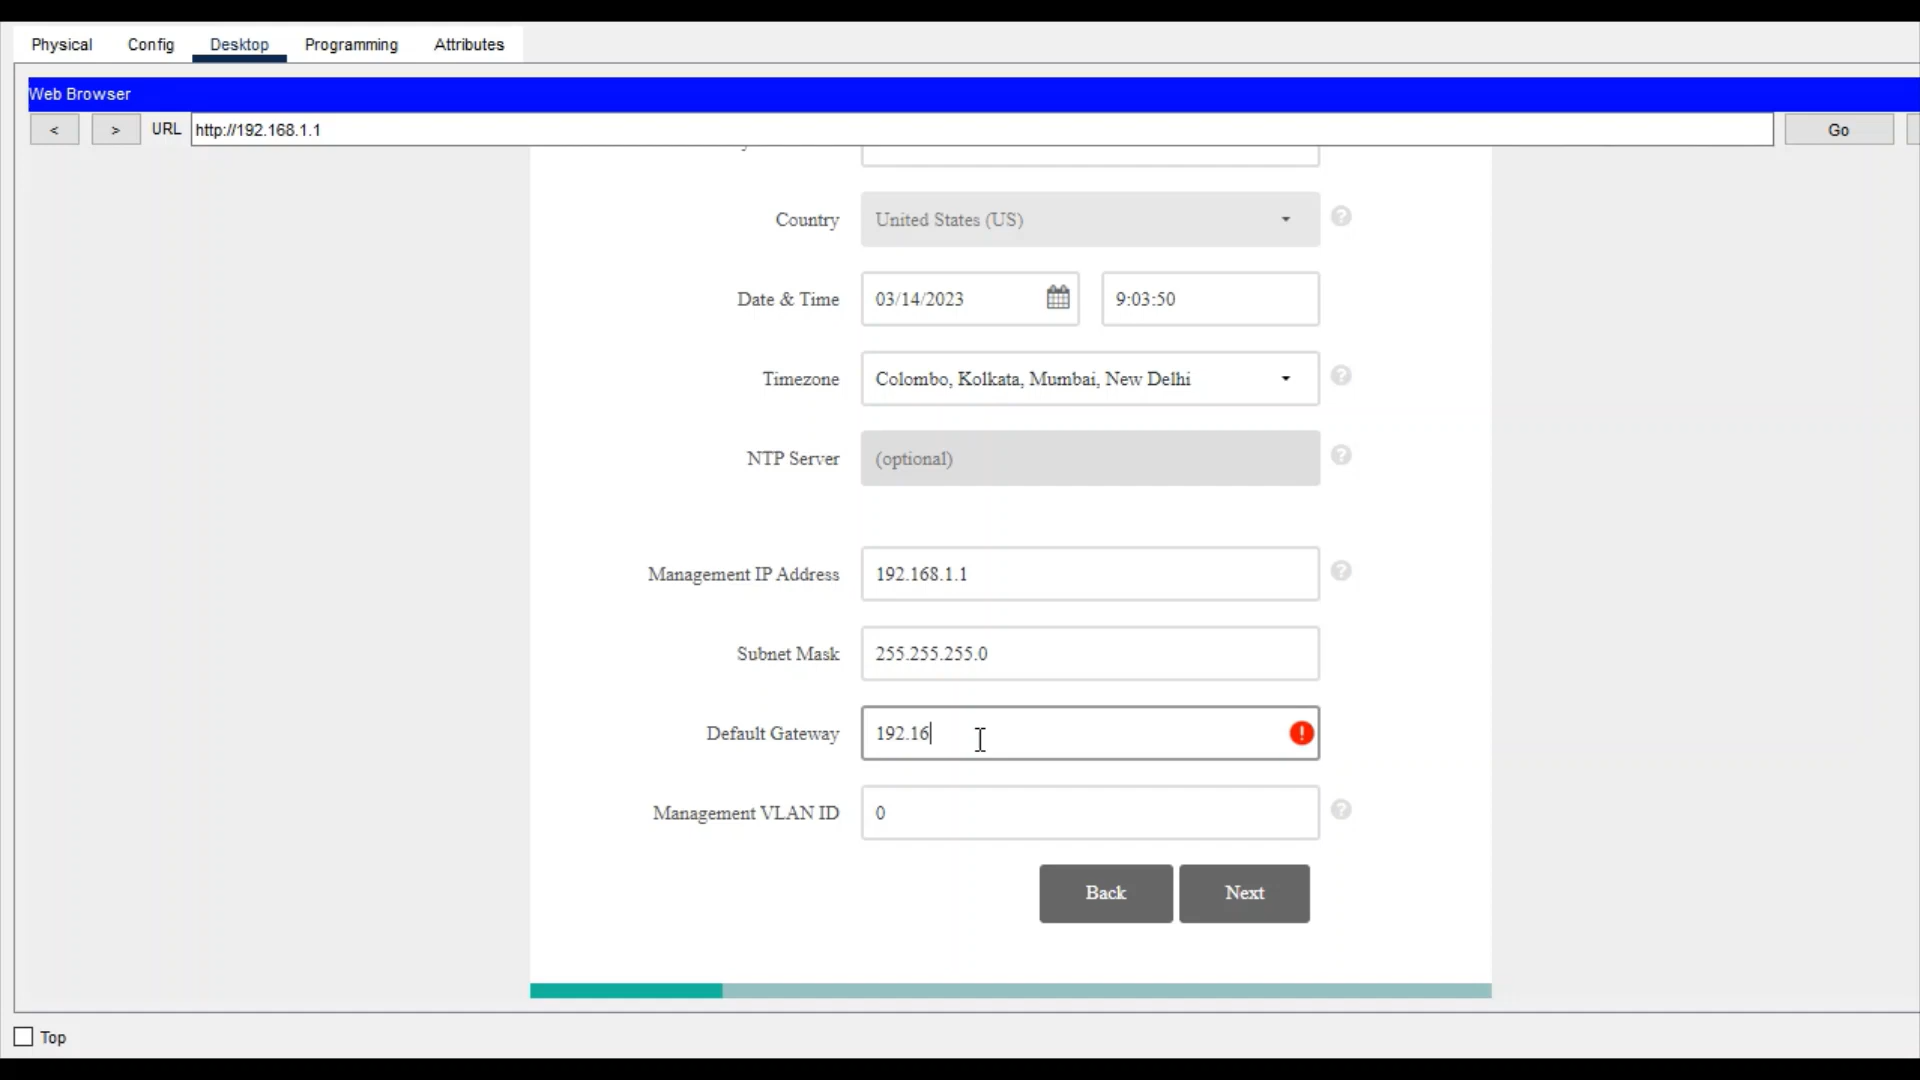 Physical Config Desktop Programming Attributes
Web Browser
< > URL http://192.168.1.1 Go
Country United States (US) ?
Date & Time 03/14/2023 9:03:50
Timezone Colombo, Kolkata, Mumbai, New Delhi ?
NTP Server (optional) ?
Management IP Address 192.168.1.1 ?
Subnet Mask 255.255.255.0
Default Gateway 192.16 !
Management VLAN ID 0 ?
Back Next
Top